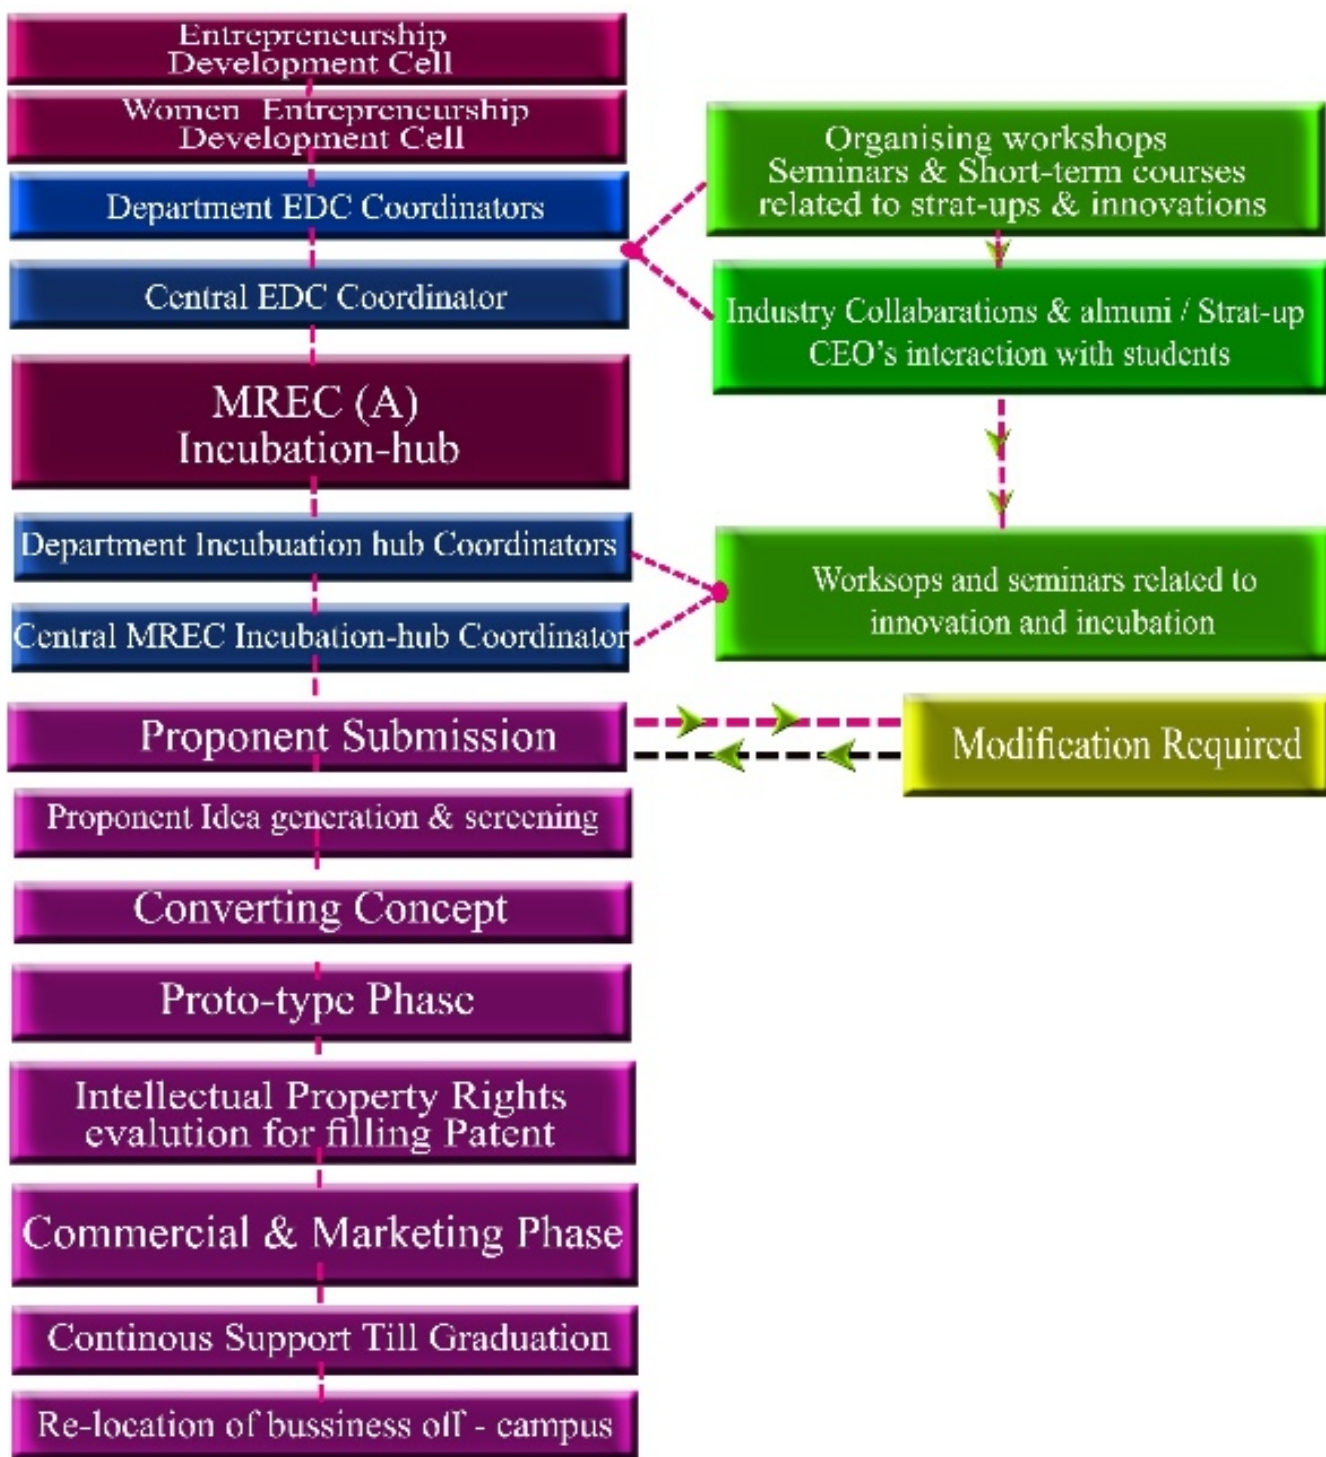 Entrepreneurship
Development Cell
Women Entrepreneurship
Development Cell
Department EDC Coordinators
Central EDC Coordinator
MREC (A)
Incubation-hub
Department Incubuation hub Coordinators
Central MREC Incubation-hub Coordinator
Organising workshops
Seminars & Short-term courses
related to strat-ups & innovations
Industry Collabarations & almuni / Strat-up
CEO's interaction with students
Worksops and seminars related to
innovation and incubation
Proponent Submission
Modification Required
Proponent Idea generation & screening
Converting Concept
Proto-type Phase
Intellectual Property Rights
evalution for filling Patent
Commercial & Marketing Phase
Continous Support Till Graduation
Re-location of bussiness off - campus